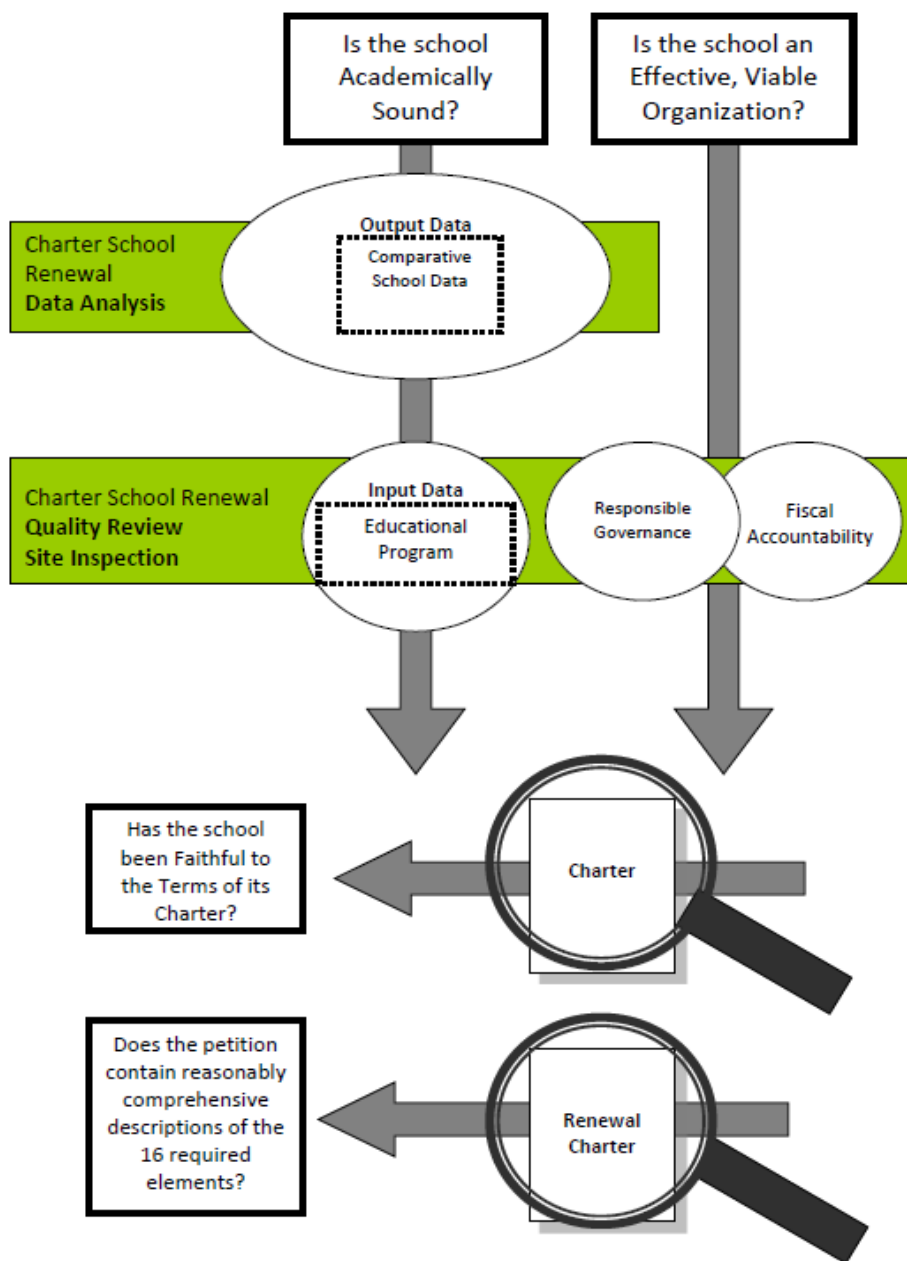 Is the school
Academically
Sound?
Is the school an
Effective, Viable
Organization?
Output Data
Comparative
School Data
Charter School
Renewal
Data Analysis
Input Data
Educational
Program
Charter School Renewal
Quality Review
Site Inspection
Responsible
Governance
Fiscal
Accountability
Has the school
been Faithful to
the Terms of its
Charter?
Charter
Does the petition
contain reasonably
comprehensive
descriptions of the
16 required
elements?
Renewal
Charter